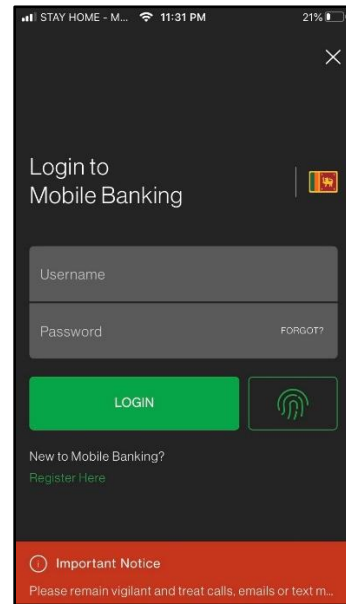 STAY HOME - M... 11:31 PM 21%
Login to
Mobile Banking
Username
Password FORGOT?
LOGIN
New to Mobile Banking?
Register Here
Important Notice
Please remain vigilant and treat calls, emails or text m...